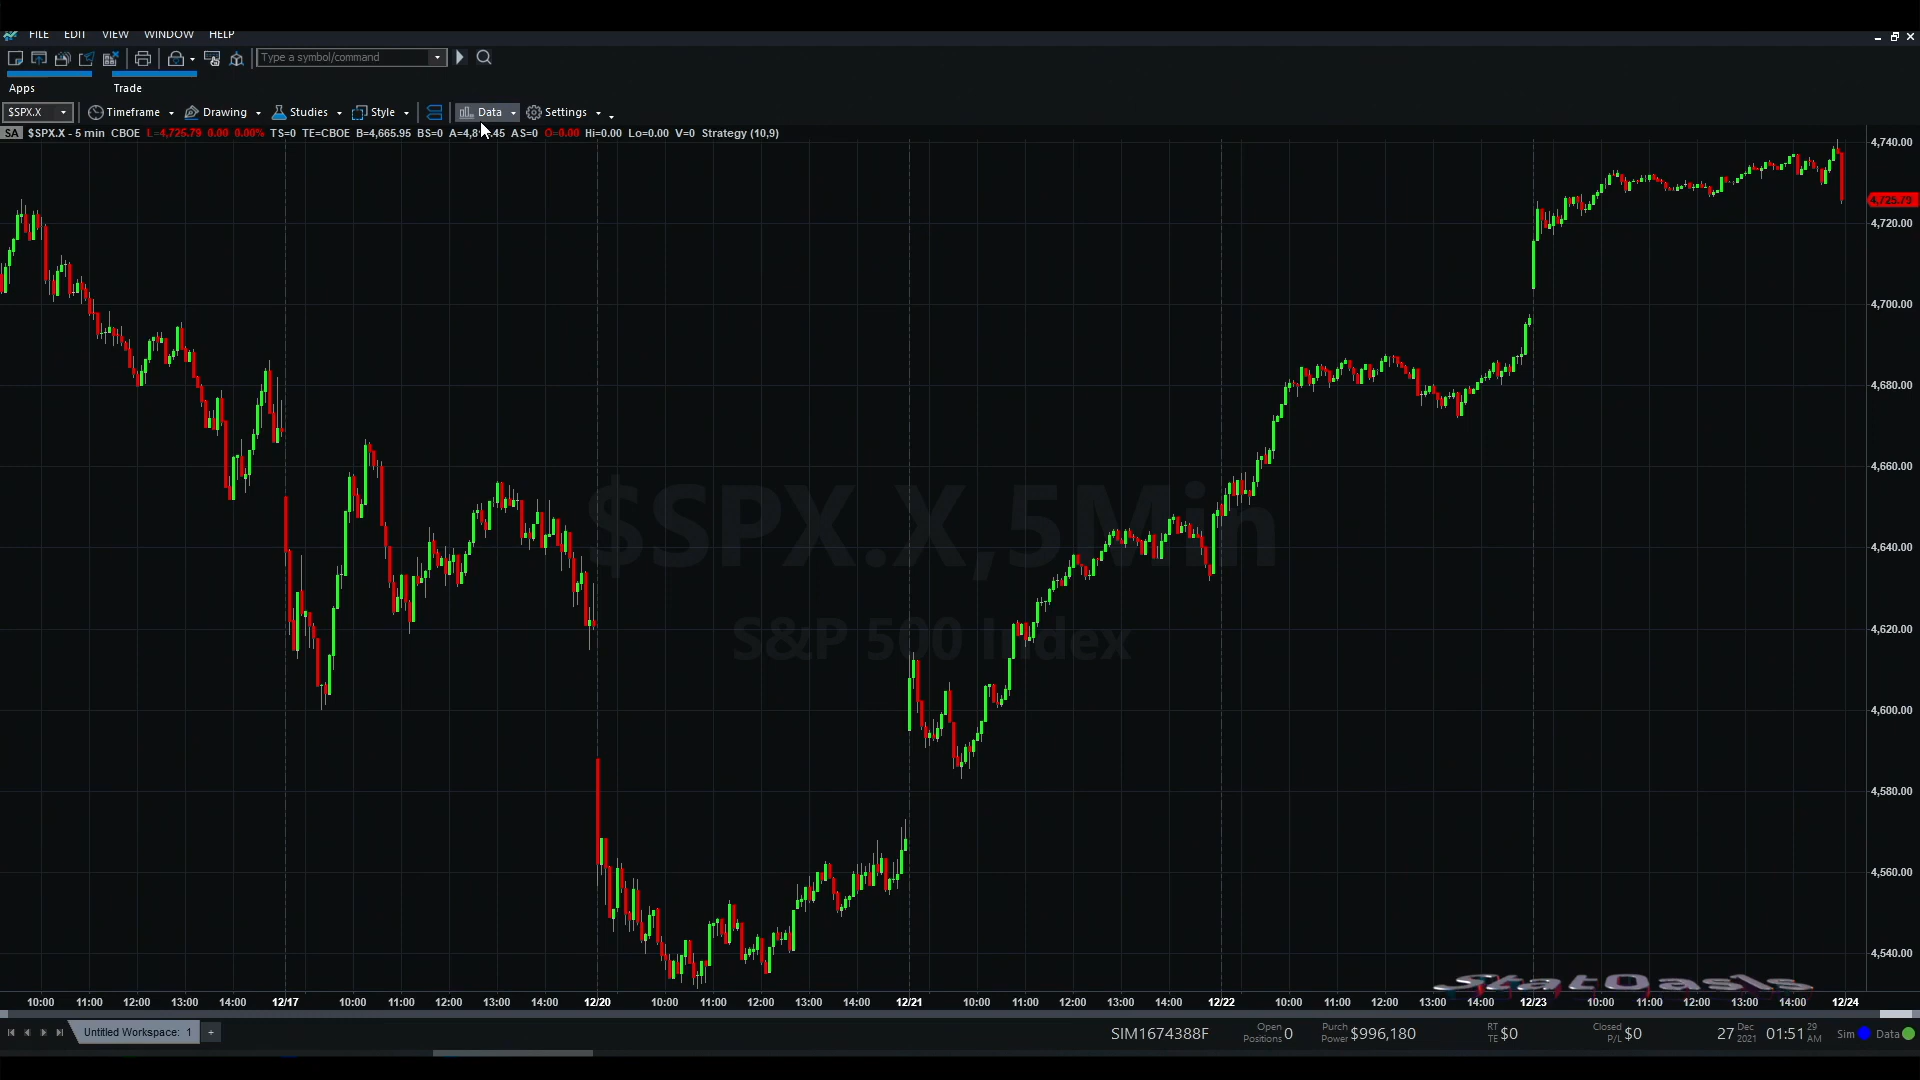 FILE EDIT VIEW WINDOW HELP
Type a symbol/command
Apps Trade
$SPX.X Timeframe Drawing Studies Style Data Settings
SA $SPX.X - 5 min CBOE L=4,725.79 0.00 0.00% TS=0 TE=CBOE B=4,665.95 BS=0 AS=0 O=0.00 Hi=0.00 Lo=0.00 V=0 Strategy (10,9)
4,740.00
4,725.79
4,720.00
4,700.00
4,680.00
4,660.00
$SPX.X,5Min
4,640.00
4,620.00
S&P 500 Index
4,600.00
4,580.00
4,560.00
4,540.00
StatOasis
10:00 11:00 12:00 13:00 14:00 12/17 10:00 11:00 12:00 13:00 14:00 12/20 10:00 11:00 12:00 13:00 14:00 12/21 10:00 11:00 12:00 13:00 14:00 12/22 10:00 11:00 12:00 13:00 14:00 12/23 10:00 11:00 12:00 13:00 14:00 12/24
Untitled Workspace: 1 +
SIM1674388F Open Positions 0 Purch Power $996,180 RT TE $0 Closed P/L $0 27 Dec 2021 01:51 29 AM Sim Data